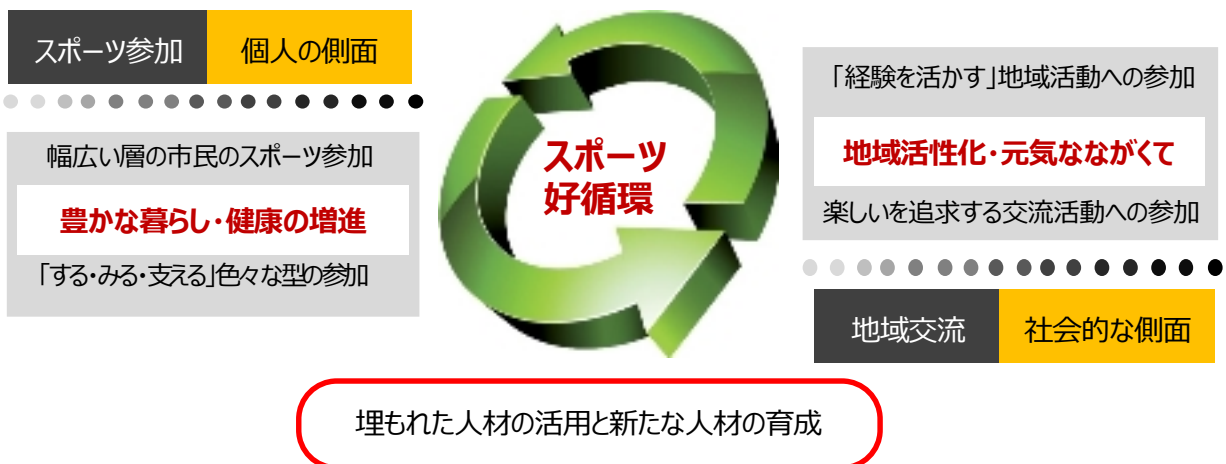 スポーツ参加 個人の側面
幅広い層の市民のスポーツ参加
豊かな暮らし・健康の増進
「する・みる・支える」色々な型の参加
スポーツ
好循環
「経験を活かす」地域活動への参加
地域活性化・元気なながくて
楽しいを追求する交流活動への参加
地域交流 社会的な側面
埋もれた人材の活用と新たな人材の育成